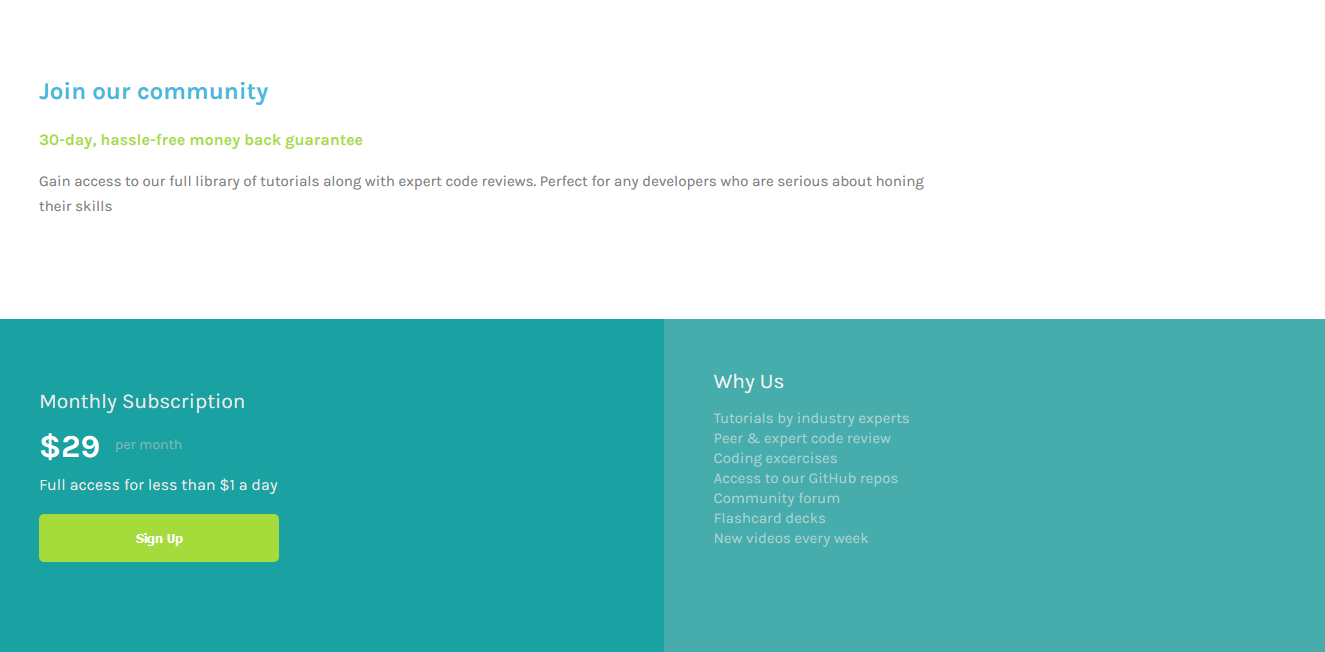 Join our community
30-day, hassle-free money back guarantee
Gain access to our full library of tutorials along with expert code reviews. Perfect for any developers who are serious about honing
their skills
Monthly Subscription
$29 per month
Full access for less than $1 a day
Sign Up
Why Us
Tutorials by industry experts
Peer & expert code review
Coding excercises
Access to our GitHub repos
Community forum
Flashcard decks
New videos every week